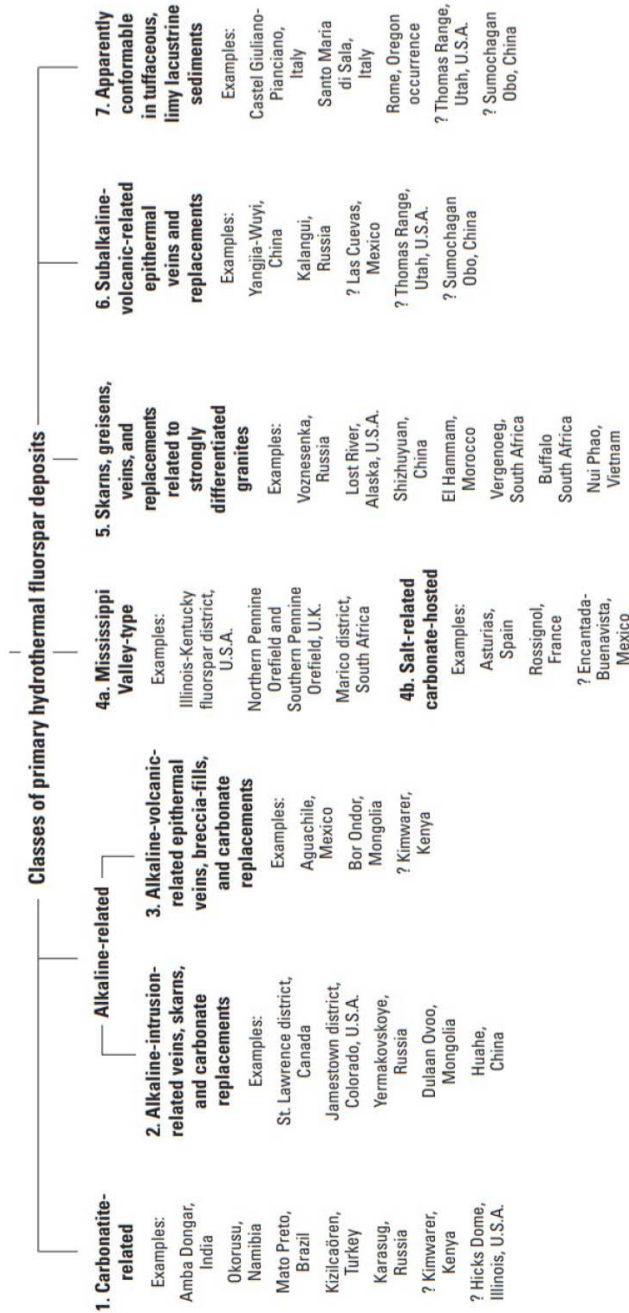 Classes of primary hydrothermal fluorspar deposits
1. Carbonatite-
related
Examples:
Amba Dongar,
India
Okorusu,
Namibia
Mato Preto,
Brazil
Kizilcaören,
Turkey
Karasug,
Russia
? Kimwarer,
Kenya
? Hicks Dome,
Illinois, U.S.A.
Alkaline-related
2. Alkaline-intrusion-
related veins, skarns,
and carbonate
replacements
Examples:
St. Lawrence district,
Canada
Jamestown district,
Colorado, U.S.A.
Yermakovskoye,
Russia
Dulaan Ovoo,
Mongolia
Huahe,
China
3. Alkaline-volcanic-
related epithermal
veins, breccia-fills,
and carbonate
replacements
Examples:
Aguachile,
Mexico
Bor Ondor,
Mongolia
? Kimwarer,
Kenya
4a. Mississippi
Valley-type
Examples:
Illinois-Kentucky
fluorspar district,
U.S.A.
Northern Pennine
Orefield and
Southern Pennine
Orefield, U.K.
Marico district,
South Africa
4b. Salt-related
carbonate-hosted
Examples:
Asturias,
Spain
Rossignol,
France
? Encantada-
Buenavista,
Mexico
5. Skarns, greisens,
veins, and
replacements
related to
strongly
differentiated
granites
Examples:
Voznesenka,
Russia
Lost River,
Alaska, U.S.A.
Shizhuyuan,
China
El Hammam,
Morocco
Vergenoeg,
South Africa
Buffalo
South Africa
Nui Phao,
Vietnam
6. Subalkaline-
volcanic-related
epithermal
veins and
replacements
Examples:
Yangjia-Wuyi,
China
Kalangui,
Russia
? Las Cuevas,
Mexico
? Thomas Range,
Utah, U.S.A.
? Sumochagan
Obo, China
7. Apparently
conformable
in tuffaceous,
limy lacustrine
sediments
Examples:
Castel Giuliano-
Pianciano,
Italy
Santo Maria
di Sala,
Italy
Rome, Oregon
occurrence
? Thomas Range,
Utah, U.S.A.
? Sumochagan
Obo, China